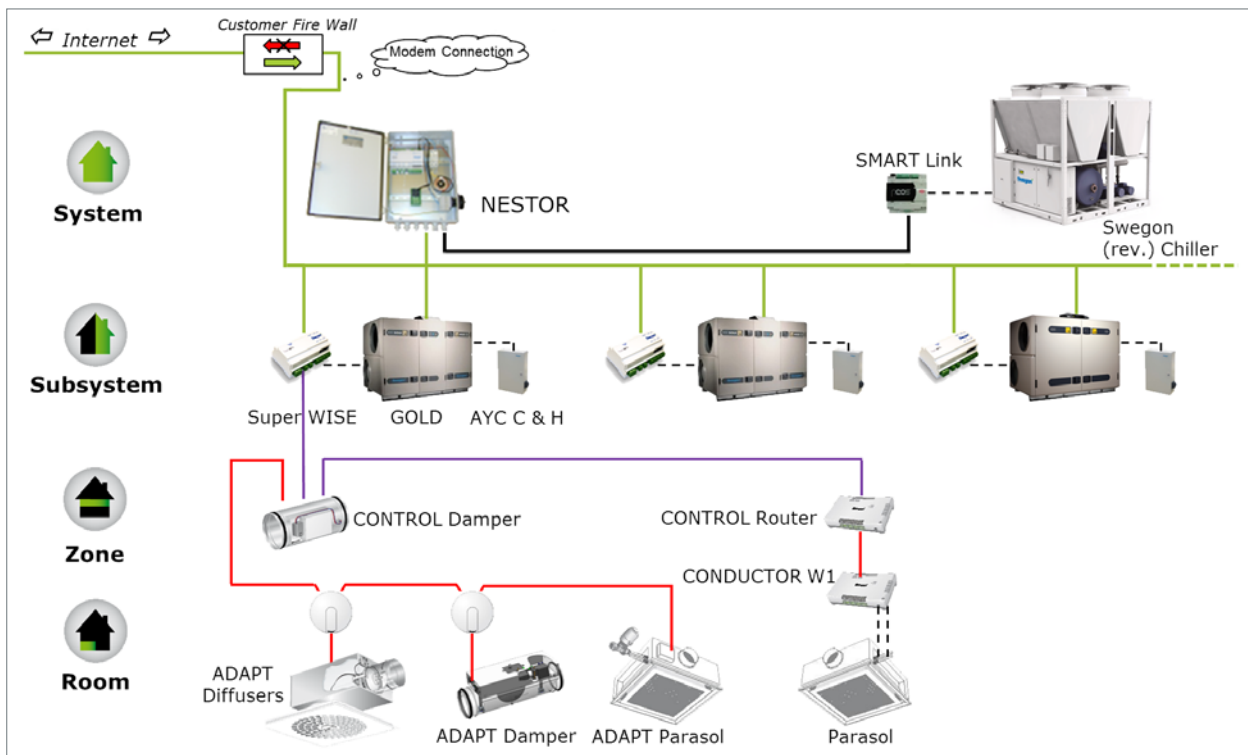 Customer Fire Wall
Internet
Modem Connection
SMART Link
System
NESTOR
Swegon
(rev.) Chiller
Subsystem
Super WISE
GOLD
AYC C & H
CONTROL Damper
CONTROL Router
Zone
CONDUCTOR W1
Room
ADAPT
Diffusers
ADAPT Damper
ADAPT Parasol
Parasol